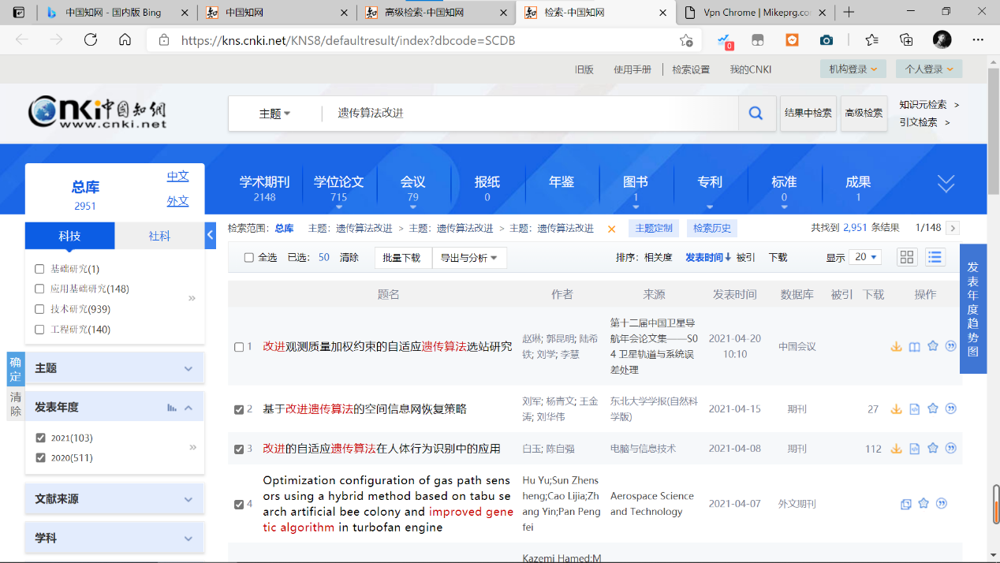 中国知网 - 国内版 Bing
中国知网
高级检索-中国知网
检索-中国知网
Vpn Chrome | Mikeprg.co
https://kns.cnki.net/KNS8/defaultresult/index?dbcode=SCDB
0
旧版 使用手册 检索设置 我的CNKI 机构登录 个人登录
cnki中国知網
www.cnki.net
主题 遗传算法改进
结果中检索
高级检索
知识元检索 >
引文检索 >
总库
2951
中文
外文
学术期刊
2148
学位论文
715
会议
79
报纸
0
年鉴
图书
1
专利
标准
0
成果
1
科技
社科
检索范围: 总库 主题: 遗传算法改进 > 主题: 遗传算法改进 > 主题: 遗传算法改进 × 主题定制 检索历史 共找到 2,951 条结果 1/148 >
全选 已选: 50 清除 批量下载 导出与分析 排序: 相关度 发表时间↓ 被引 下载 显示 20
基础研究(1)
应用基础研究(148)
技术研究(939)
工程研究(140)
»
确定
清除
主题
发表年度
2021(103)
2020(511)
»
文献来源
学科
发表年度趋势图
题名 作者 来源 发表时间 数据库 被引 下载 操作
1 改进观测质量加权约束的自适应遗传算法选站研究
赵琳; 郭昆明; 陆希
铁; 刘学; 李慧
第十二届中国卫星导
航年会论文集——S0
4 卫星轨道与系统误
差处理
2021-04-20
10:10
中国会议
2 基于改进遗传算法的空间信息网恢复策略
刘军; 杨青文; 王金
涛; 刘华伟
东北大学学报(自然科
学版)
2021-04-15 期刊 27
3 改进的自适应遗传算法在人体行为识别中的应用 白玉; 陈自强 电脑与信息技术 2021-04-08 期刊 112
4
Optimization configuration of gas path sens
ors using a hybrid method based on tabu se
arch artificial bee colony and improved gene
tic algorithm in turbofan engine
Hu Yu;Sun Zhens
heng;Cao Lijia;Zh
ang Yin;Pan Peng
fei
Aerospace Science
and Technology
2021-04-07 外文期刊
Kazemi Hamed;M